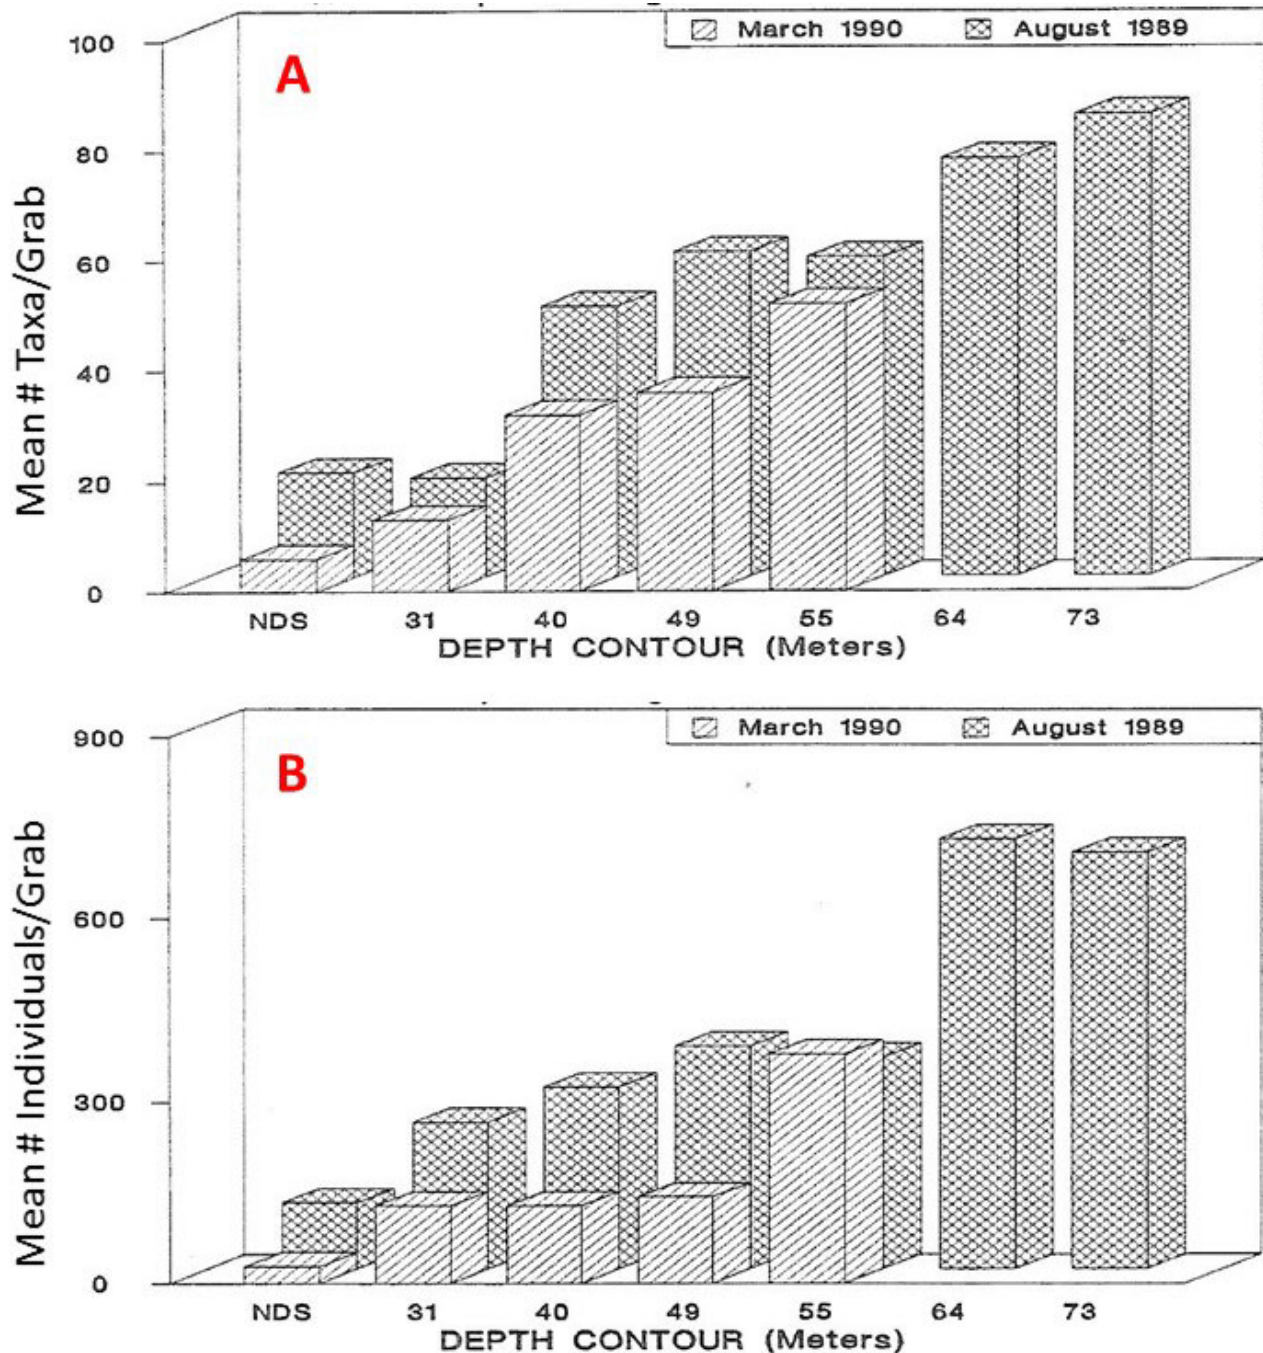 March 1990 August 1989
A
100
80
60
40
20
0
Mean # Taxa/Grab
NDS 31 40 49 55 64 73
DEPTH CONTOUR (Meters)
March 1990 August 1989
B
900
600
300
0
Mean # Individuals/Grab
NDS 31 40 49 55 64 73
DEPTH CONTOUR (Meters)